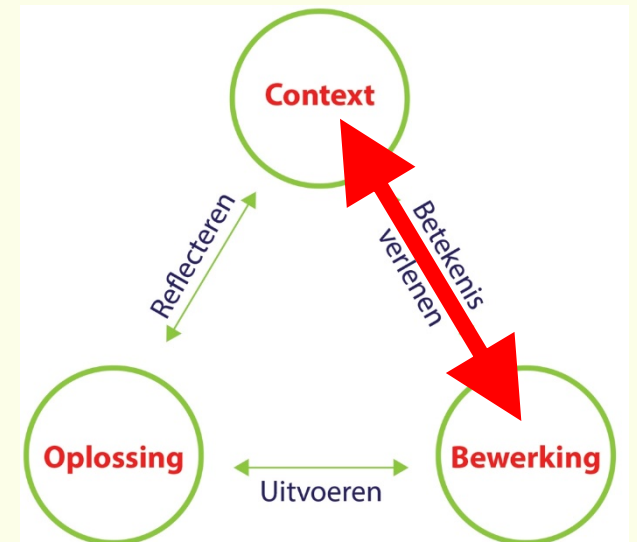 Context
Reflecteren
Betekenis
verlenen
Oplossing
Bewerking
Uitvoeren